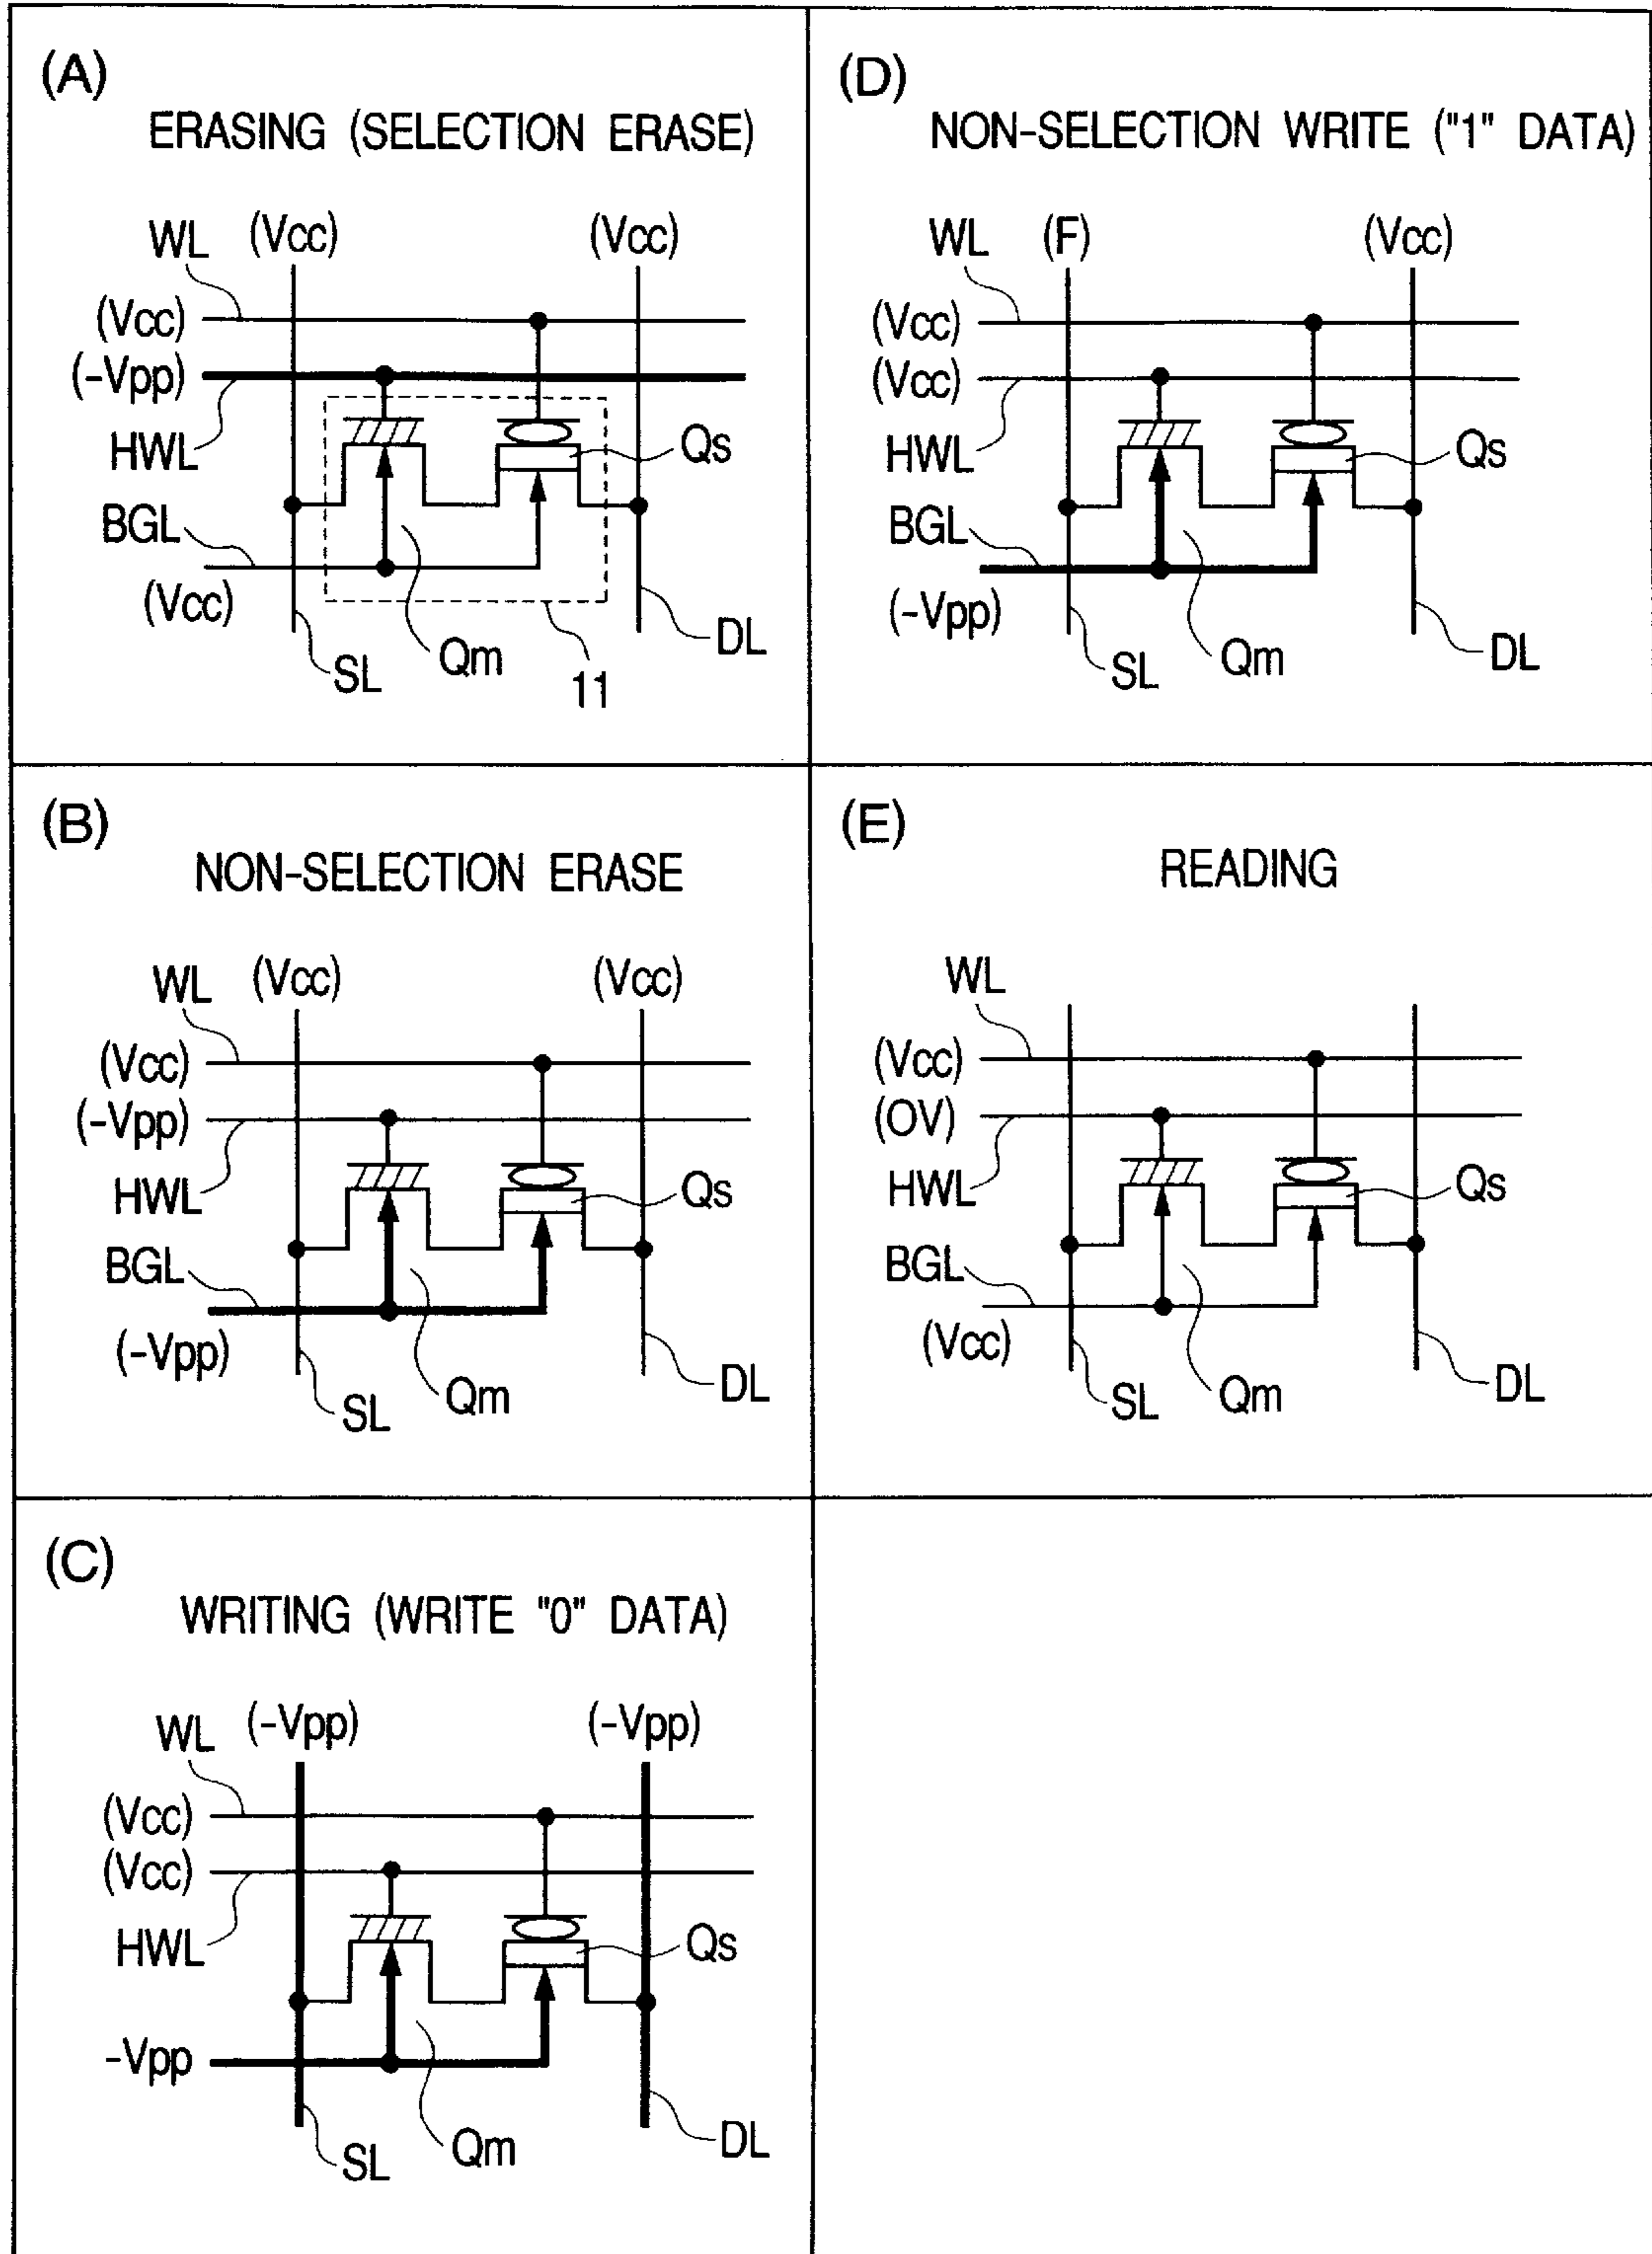 (A)
ERASING (SELECTION ERASE)
WL (Vcc) (Vcc)
(Vcc)
(-Vpp)
HWL Qs
BGL
(Vcc)
SL Qm 11 DL
(B)
NON-SELECTION ERASE
WL (Vcc) (Vcc)
(Vcc)
(-Vpp)
HWL Qs
BGL
(-Vpp)
SL Qm DL
(C)
WRITING (WRITE "0" DATA)
WL (-Vpp) (-Vpp)
(Vcc)
(Vcc)
HWL Qs
-Vpp
SL Qm DL
(D)
NON-SELECTION WRITE ("1" DATA)
WL (F) (Vcc)
(Vcc)
(Vcc)
HWL Qs
BGL
(-Vpp)
SL Qm DL
(E)
READING
WL
(Vcc)
(0V)
HWL Qs
BGL
(Vcc)
SL Qm DL